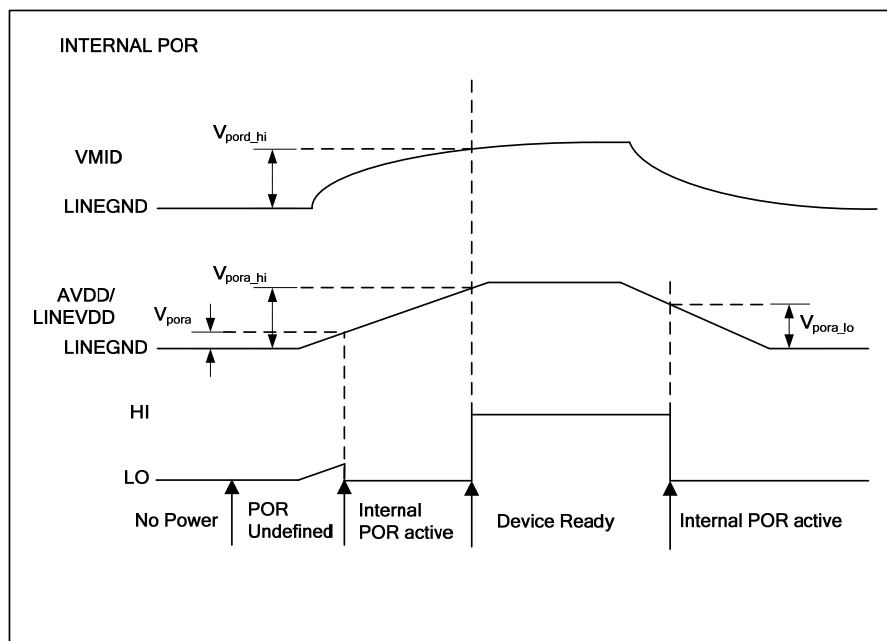 INTERNAL POR
Vpord_hi
VMID
LINEGND
Vpora_hi
AVDD/
LINEVDD
Vpora
Vpora_lo
LINEGND
HI
LO
No Power
POR
Undefined
Internal
POR active
Device Ready
Internal POR active